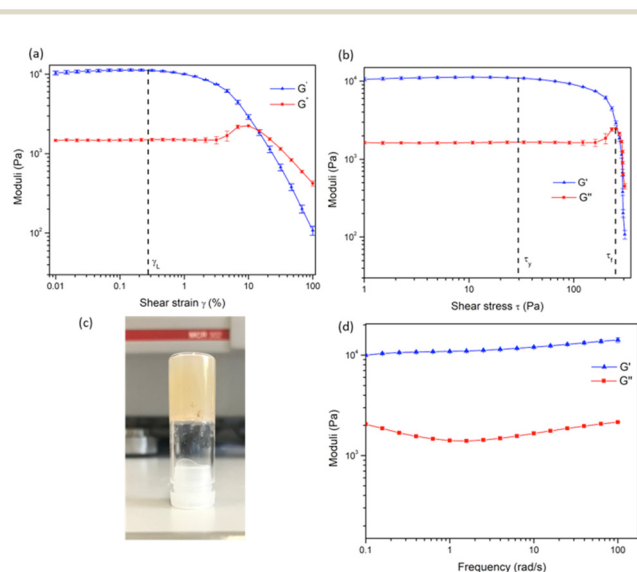 (a)
10⁴
10³
10²
Moduli (Pa)
G'
G"
γL
0.01
0.1
1
10
100
Shear strain γ (%)
(b)
10⁴
10³
10²
Moduli (Pa)
G'
G"
τy
τf
1
10
100
Shear stress τ (Pa)
(c)
(d)
10⁴
10³
Moduli (Pa)
G'
G"
0.1
1
10
100
Frequency (rad/s)